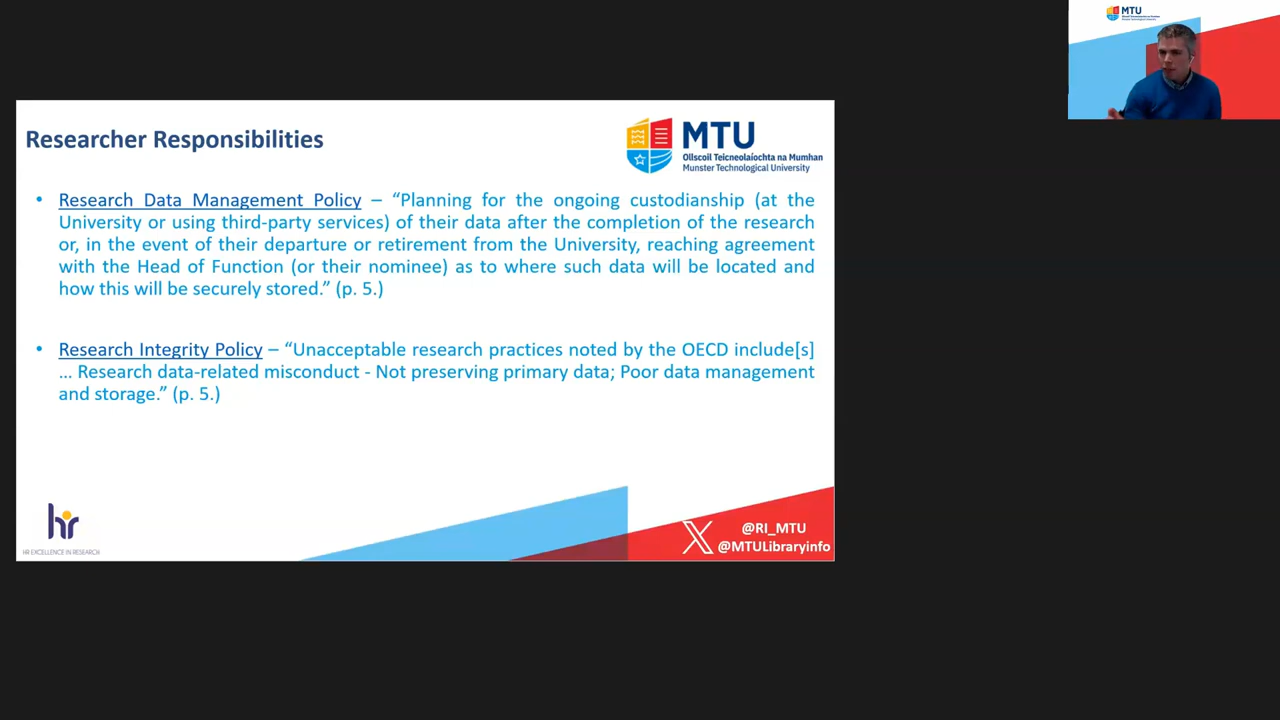 MTU
Researcher Responsibilities
MTU
Ollscoil Teicneolaíochta na Mumhan
Munster Technological University
• Research Data Management Policy – “Planning for the ongoing custodianship (at the
University or using third-party services) of their data after the completion of the research
or, in the event of their departure or retirement from the University, reaching agreement
with the Head of Function (or their nominee) as to where such data will be located and
how this will be securely stored.” (p. 5.)
• Research Integrity Policy – “Unacceptable research practices noted by the OECD include[s]
... Research data-related misconduct - Not preserving primary data; Poor data management
and storage.” (p. 5.)
hr
HR EXCELLENCE IN RESEARCH
@RI_MTU
@MTULibraryinfo